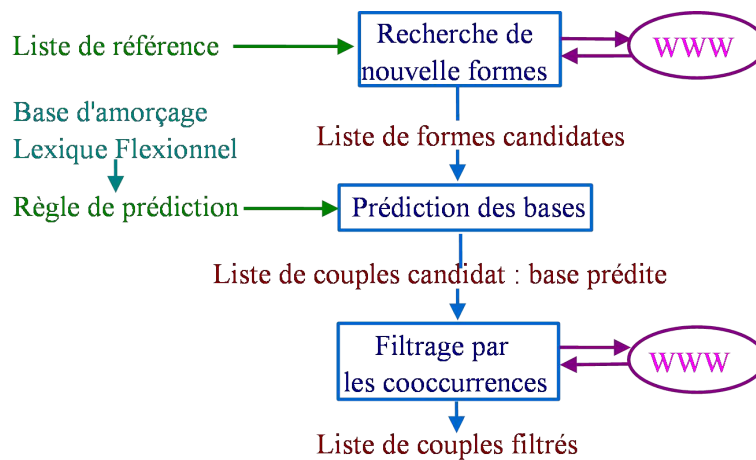 Liste de référence
Recherche de
nouvelle formes
WWW
Base d'amorçage
Lexique Flexionnel
Liste de formes candidates
Règle de prédiction
Prédiction des bases
Liste de couples candidat : base prédite
Filtrage par
les cooccurrences
WWW
Liste de couples filtrés